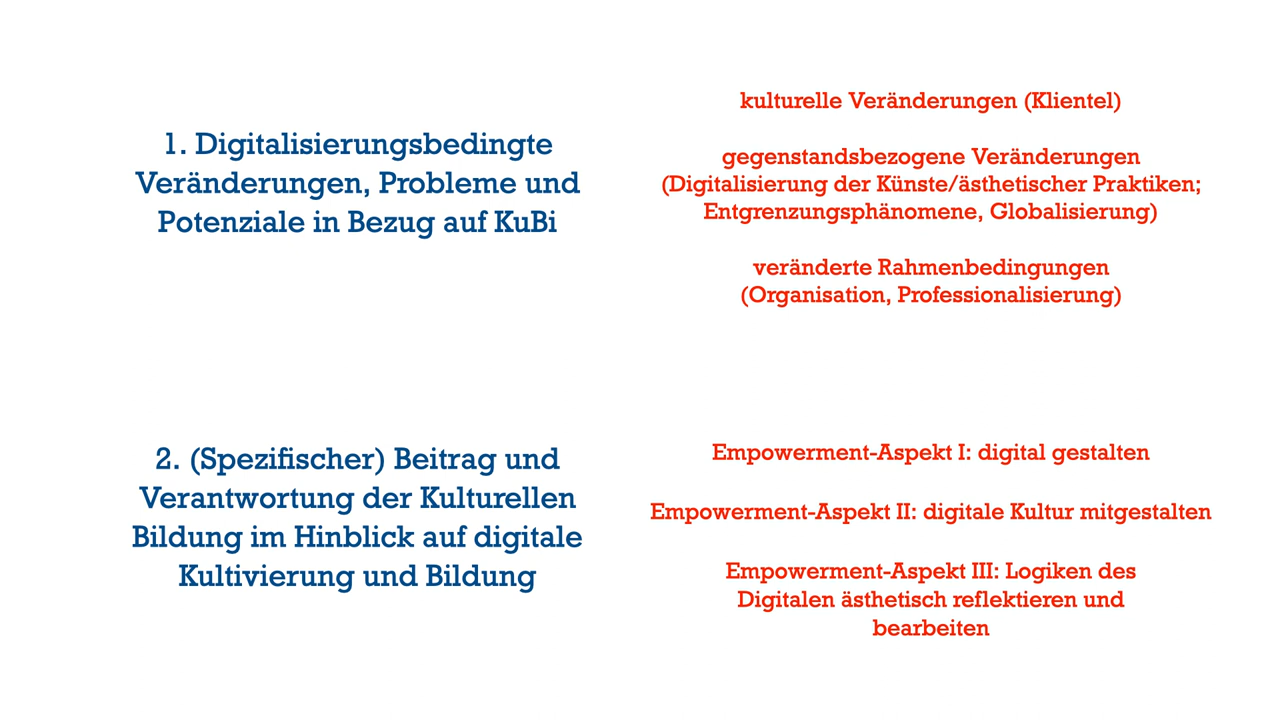 1. Digitalisierungsbedingte
Veränderungen, Probleme und
Potenziale in Bezug auf KuBi
kulturelle Veränderungen (Klientel)
gegenstandsbezogene Veränderungen
(Digitalisierung der Künste/ästhetischer Praktiken;
Entgrenzungsphänomene, Globalisierung)
veränderte Rahmenbedingungen
(Organisation, Professionalisierung)
2. (Spezifischer) Beitrag und
Verantwortung der Kulturellen
Bildung im Hinblick auf digitale
Kultivierung und Bildung
Empowerment-Aspekt I: digital gestalten
Empowerment-Aspekt II: digitale Kultur mitgestalten
Empowerment-Aspekt III: Logiken des
Digitalen ästhetisch reflektieren und
bearbeiten